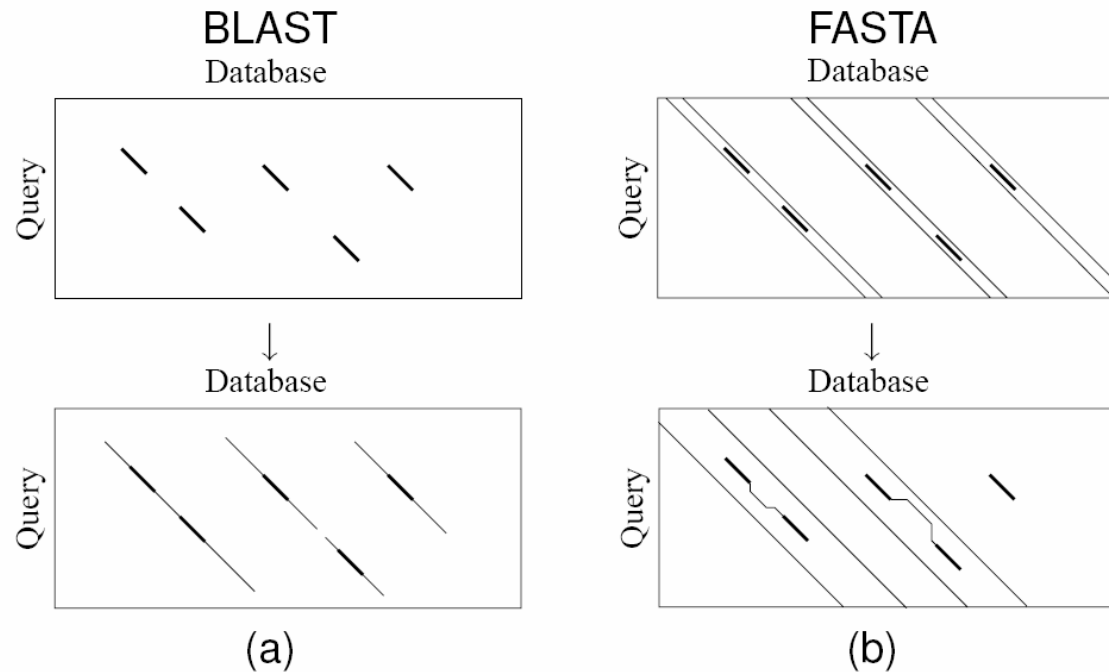 BLAST
Database
Query
Database
Query
(a)
FASTA
Database
Query
Database
Query
(b)